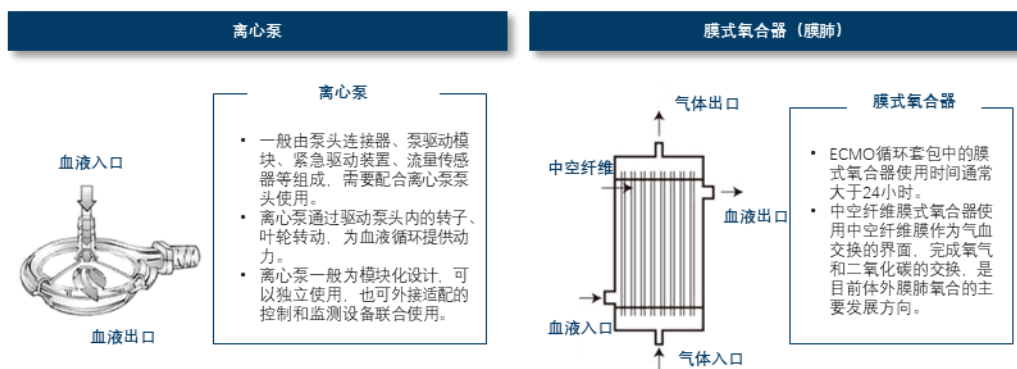 离心泵
膜式氧合器（膜肺）
血液入口
血液出口
离心泵
• 一般由泵头连接器、泵驱动模
块、紧急驱动装置、流量传感
器等组成，需要配合离心泵泵
头使用。
• 离心泵通过驱动泵头内的转子、
叶轮转动，为血液循环提供动
力。
• 离心泵一般为模块化设计，可
以独立使用，也可外接适配的
控制和监测设备联合使用。
气体出口
中空纤维
血液出口
血液入口
气体入口
膜式氧合器
• ECMO循环套包中的膜
式氧合器使用时间通常
大于24小时。
• 中空纤维膜式氧合器使
用中空纤维膜作为气血
交换的界面，完成氧气
和二氧化碳的交换，是
目前体外膜肺氧合的主
要发展方向。